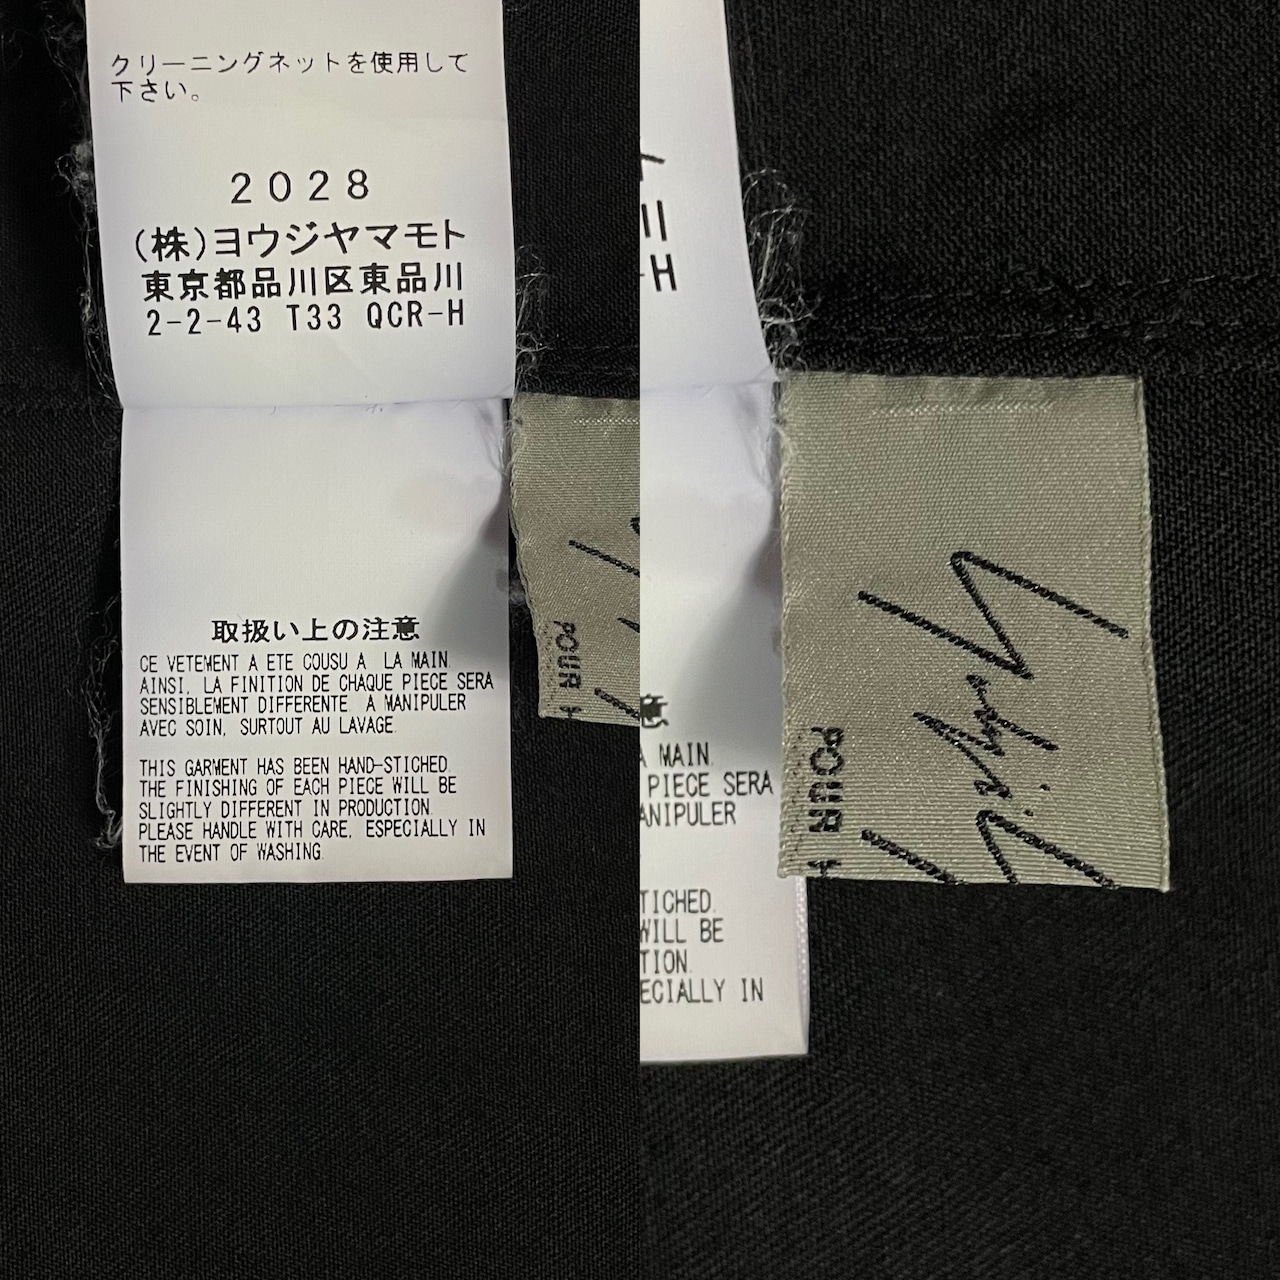 クリーニングネットを使用して
下さい。
2028
(株)ヨウジヤマモト
東京都品川区東品川
2-2-43 T33 QCR-H
取扱い上の注意
CE VETEMENT A ETE COUSU A LA MAIN.
AINSI, LA FINITION DE CHAQUE PIECE SERA
SENSIBLEMENT DIFFERENTE. A MANIPULER
AVEC SOIN, SURTOUT AU LAVAGE.
THIS GARMENT HAS BEEN HAND-STICHED.
THE FINISHING OF EACH PIECE WILL BE
SLIGHTLY DIFFERENT IN PRODUCTION.
PLEASE HANDLE WITH CARE, ESPECIALLY IN
THE EVENT OF WASHING.
POUR H
ト
川
-H
意
A MAIN.
PIECE SERA
ANIPULER
TICHED.
WILL BE
TION.
ECIALLY IN
Yohji
POUR H